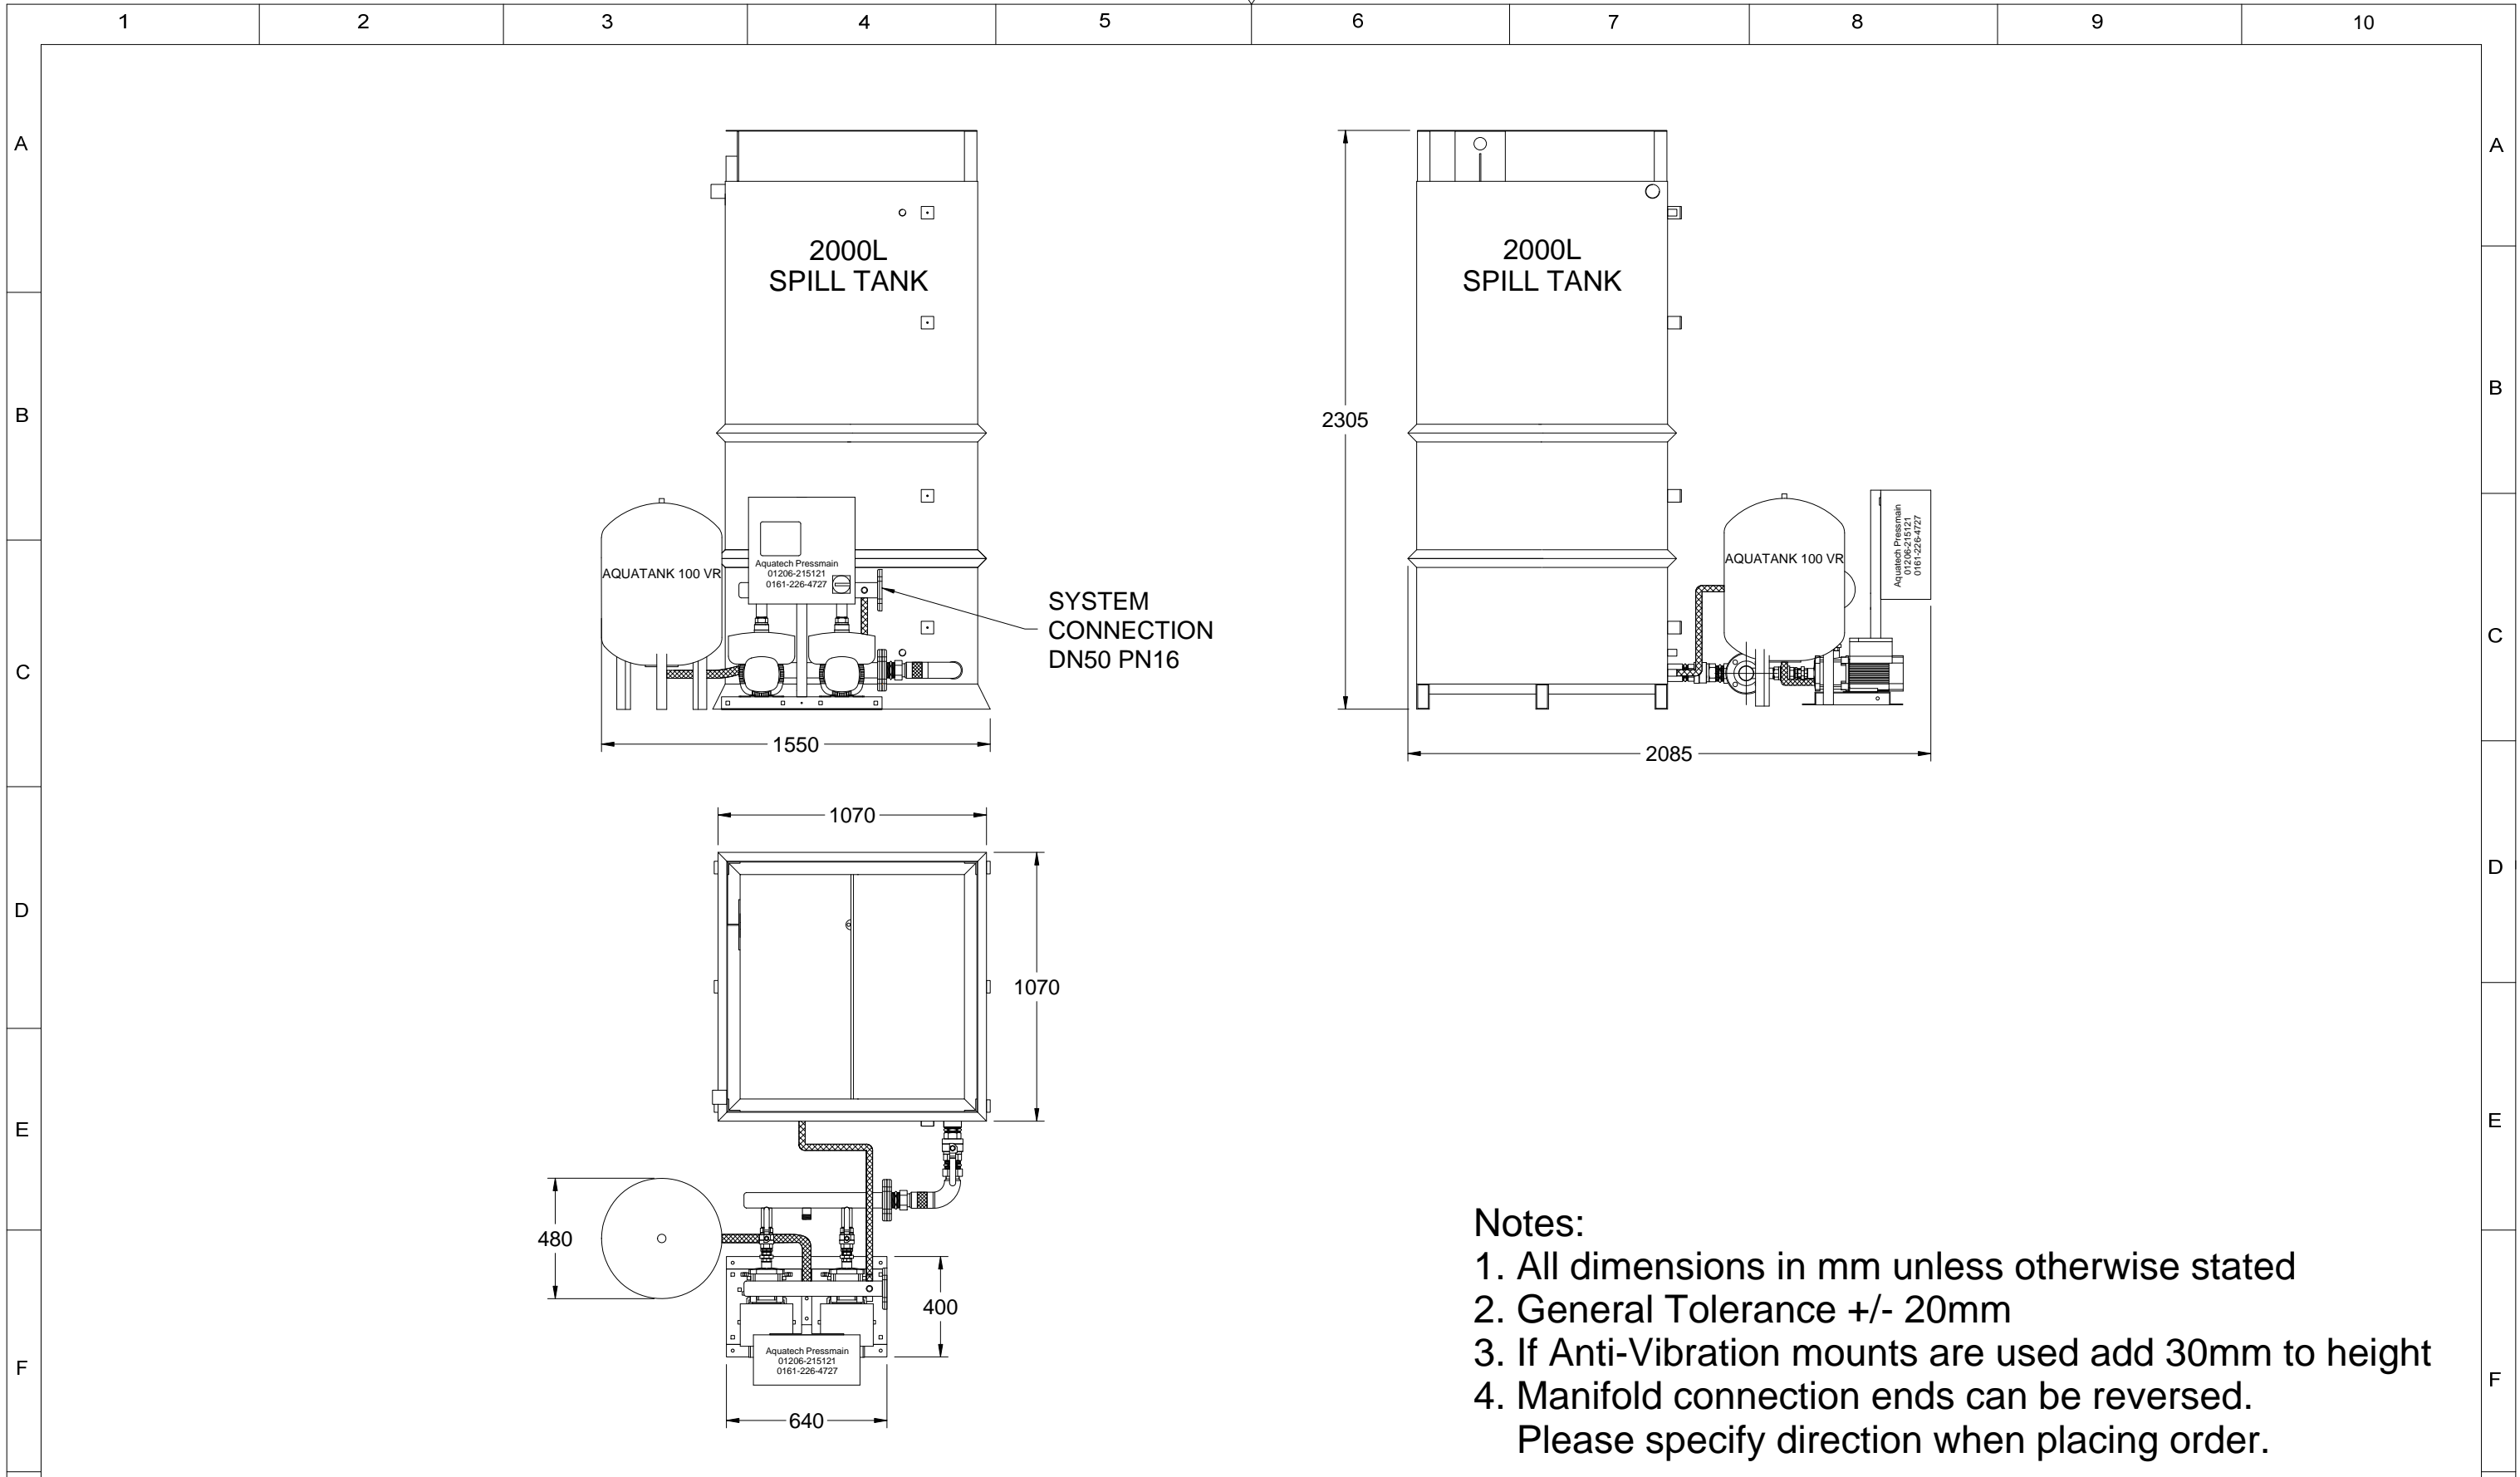 1 2 3 4 5 6 7 8 9 10
A
B
C
D
E
F
A
B
C
D
E
F
2000L
SPILL TANK
AQUATANK 100 VR
Aquatech Pressmain
01206-215121
0161-226-4727
SYSTEM
CONNECTION
DN50 PN16
1550
2000L
SPILL TANK
2305
AQUATANK 100 VR
Aquatech Pressmain
01206-215121
0161-226-4727
2085
1070
1070
480
400
Aquatech Pressmain
01206-215121
0161-226-4727
640
Notes:
1. All dimensions in mm unless otherwise stated
2. General Tolerance +/- 20mm
3. If Anti-Vibration mounts are used add 30mm to height
4. Manifold connection ends can be reversed.
Please specify direction when placing order.